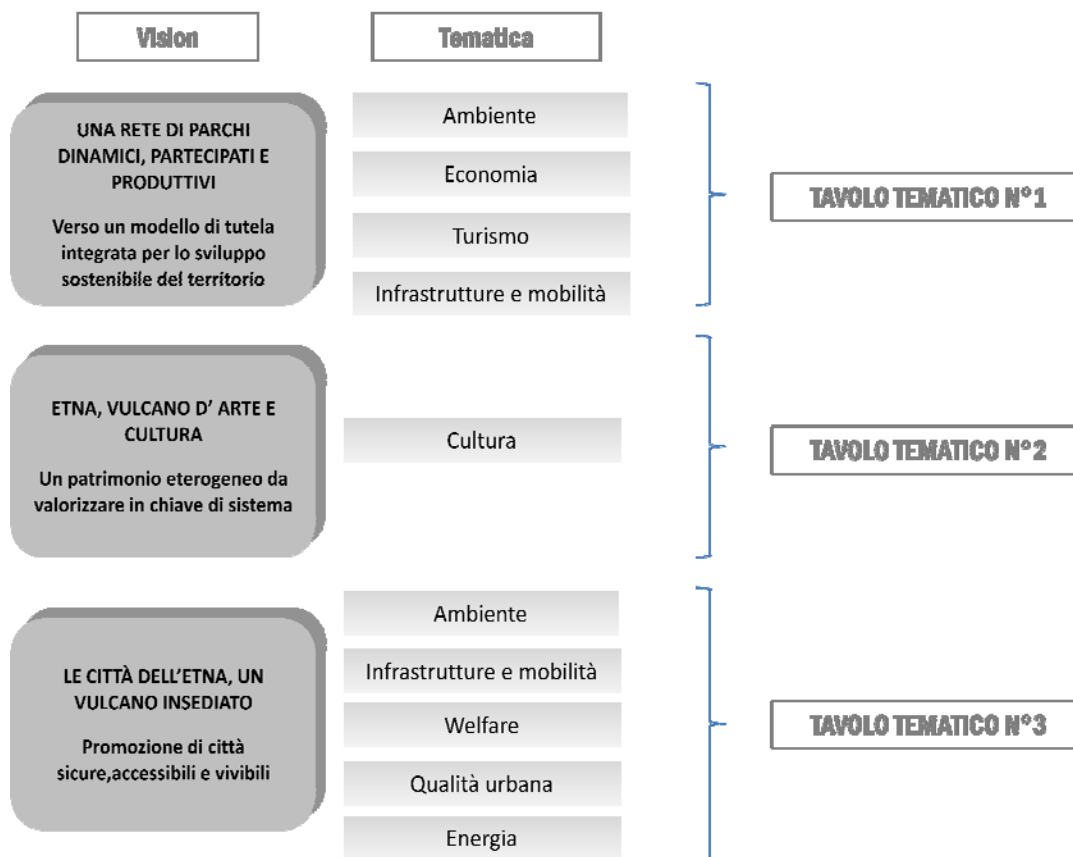 Vision
Tematica
UNA RETE DI PARCHI
DINAMICI, PARTECIPATI E
PRODUTTIVI
Verso un modello di tutela
integrata per lo sviluppo
sostenibile del territorio
Ambiente
Economia
Turismo
Infrastrutture e mobilità
TAVOLO TEMATICO N°1
ETNA, VULCANO D' ARTE E
CULTURA
Un patrimonio eterogeneo da
valorizzare in chiave di sistema
Cultura
TAVOLO TEMATICO N°2
LE CITTÀ DELL'ETNA, UN
VULCANO INSEDIATO
Promozione di città
sicure,accessibili e vivibili
Ambiente
Infrastrutture e mobilità
Welfare
Qualità urbana
Energia
TAVOLO TEMATICO N°3